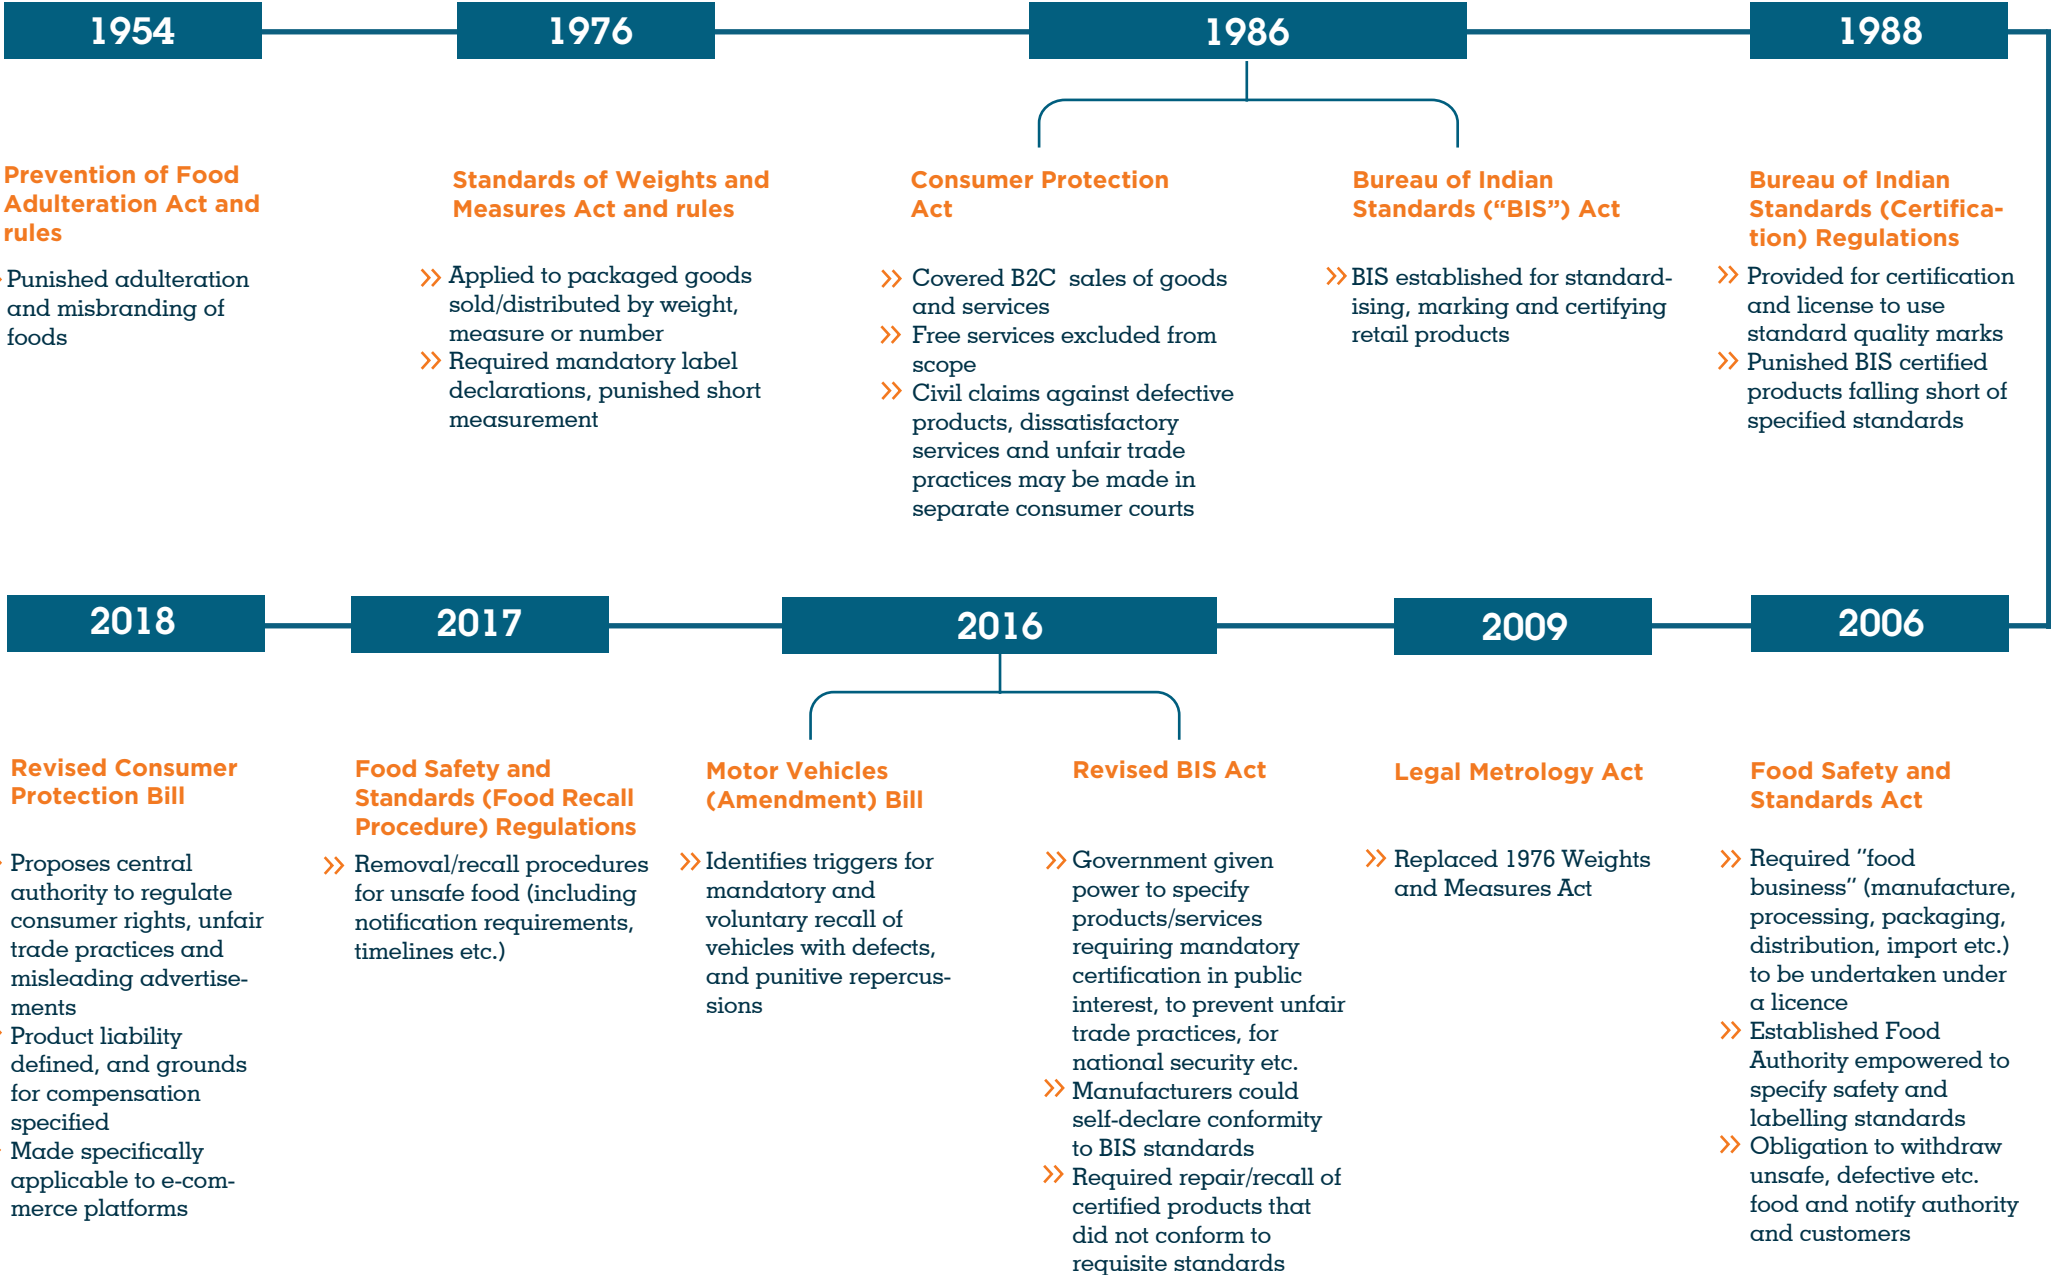 1954
1976
1986
1988
Prevention of Food
Adulteration Act and
rules
Punished adulteration
and misbranding of
foods
Standards of Weights and
Measures Act and rules
Applied to packaged goods
sold/distributed by weight,
measure or number
Required mandatory label
declarations, punished short
measurement
Consumer Protection
Act
Covered B2C sales of goods
and services
Free services excluded from
scope
Civil claims against defective
products, dissatisfactory
services and unfair trade
practices may be made in
separate consumer courts
Bureau of Indian
Standards (“BIS”) Act
BIS established for standard-
ising, marking and certifying
retail products
Bureau of Indian
Standards (Certifica-
tion) Regulations
Provided for certification
and license to use
standard quality marks
Punished BIS certified
products falling short of
specified standards
2018
2017
2016
2009
2006
Revised Consumer
Protection Bill
Proposes central
authority to regulate
consumer rights, unfair
trade practices and
misleading advertise-
ments
Product liability
defined, and grounds
for compensation
specified
Made specifically
applicable to e-com-
merce platforms
Food Safety and
Standards (Food Recall
Procedure) Regulations
Removal/recall procedures
for unsafe food (including
notification requirements,
timelines etc.)
Motor Vehicles
(Amendment) Bill
Identifies triggers for
mandatory and
voluntary recall of
vehicles with defects,
and punitive repercus-
sions
Revised BIS Act
Government given
power to specify
products/services
requiring mandatory
certification in public
interest, to prevent unfair
trade practices, for
national security etc.
Manufacturers could
self-declare conformity
to BIS standards
Required repair/recall of
certified products that
did not conform to
requisite standards
Legal Metrology Act
Replaced 1976 Weights
and Measures Act
Food Safety and
Standards Act
Required “food
business” (manufacture,
processing, packaging,
distribution, import etc.)
to be undertaken under
a licence
Established Food
Authority empowered to
specify safety and
labelling standards
Obligation to withdraw
unsafe, defective etc.
food and notify authority
and customers